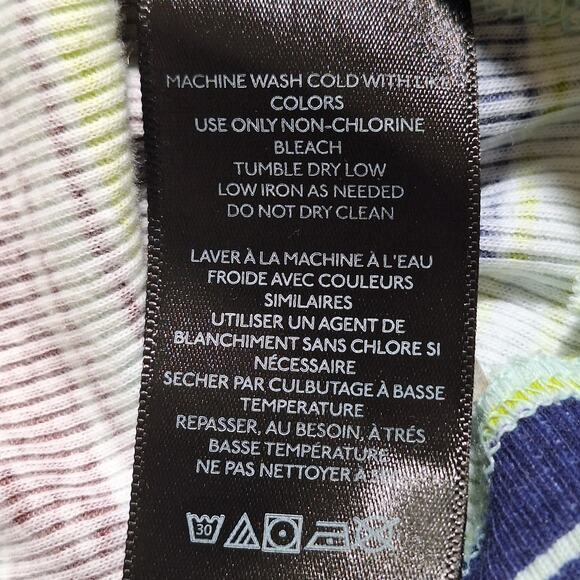 MACHINE WASH COLD WITH LIKE
COLORS
USE ONLY NON-CHLORINE
BLEACH
TUMBLE DRY LOW
LOW IRON AS NEEDED
DO NOT DRY CLEAN
LAVER À LA MACHINE À L'EAU
FROIDE AVEC COULEURS
SIMILAIRES
UTILISER UN AGENT DE
BLANCHIMENT SANS CHLORE SI
NÉCESSAIRE
SECHER PAR CULBUTAGE À BASSE
TEMPERATURE
REPASSER, AU BESOIN, À TRÉS
BASSE TEMPÉRATURE
NE PAS NETTOYER À
30